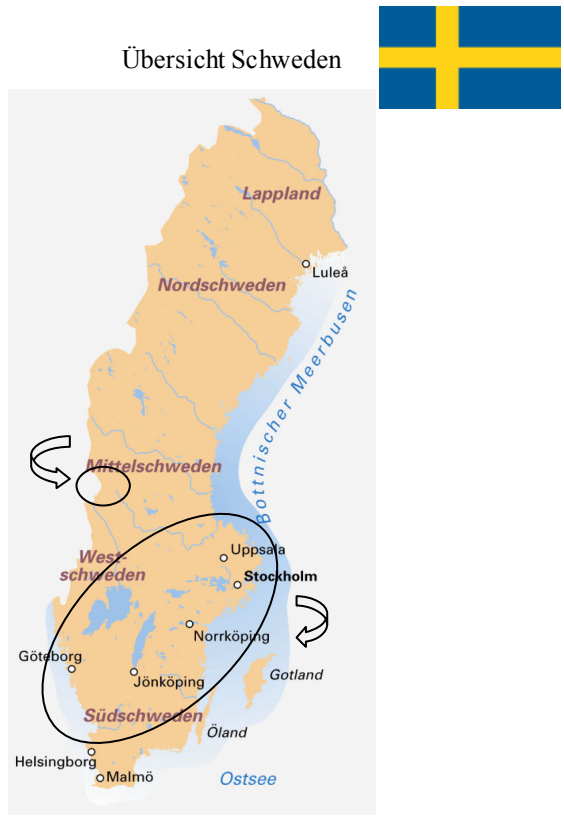 Übersicht Schweden
Lappland
Luleå
Nordschweden
Bottnischer Meerbusen
Mittelschweden
Uppsala
West-
schweden
Stockholm
Norrköping
Göteborg
Jönköping
Gotland
Südschweden
Öland
Helsingborg
Malmö
Ostsee